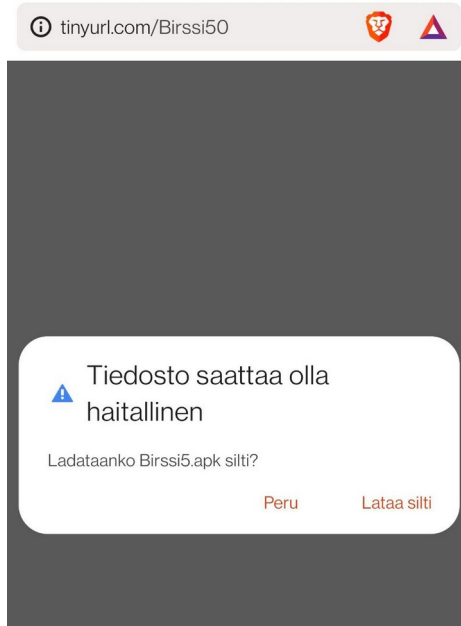 tinyurl.com/Birssi50
Tiedosto saattaa olla
haitallinen
Ladataanko Birssi5.apk silti?
Peru Lataa silti